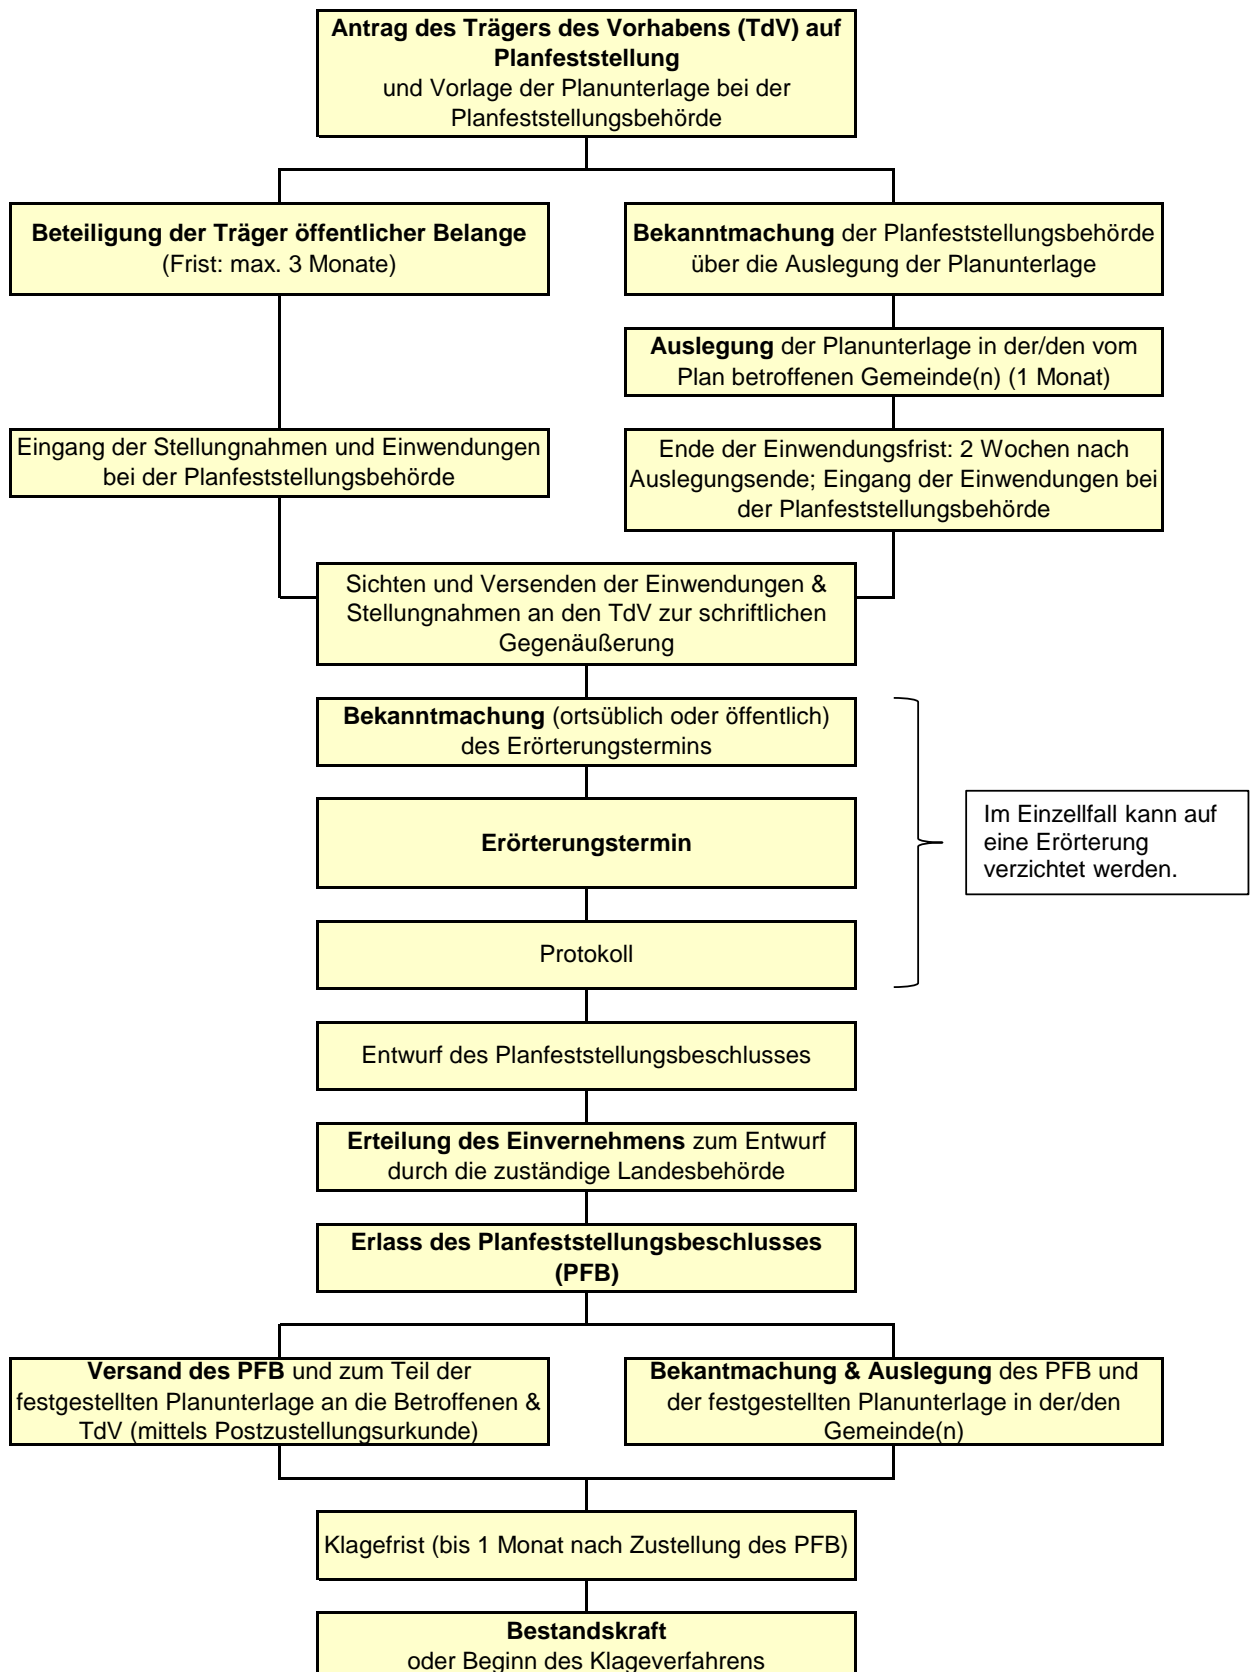 Antrag des Trägers des Vorhabens (TdV) auf
Planfeststellung
und Vorlage der Planunterlage bei der
Planfeststellungsbehörde
Beteiligung der Träger öffentlicher Belange
(Frist: max. 3 Monate)
Bekanntmachung der Planfeststellungsbehörde
über die Auslegung der Planunterlage
Auslegung der Planunterlage in der/den vom
Plan betroffenen Gemeinde(n) (1 Monat)
Eingang der Stellungnahmen und Einwendungen
bei der Planfeststellungsbehörde
Ende der Einwendungsfrist: 2 Wochen nach
Auslegungsende; Eingang der Einwendungen bei
der Planfeststellungsbehörde
Sichten und Versenden der Einwendungen &
Stellungnahmen an den TdV zur schriftlichen
Gegenäußerung
Bekanntmachung (ortsüblich oder öffentlich)
des Erörterungstermins
Erörterungstermin
Im Einzellfall kann auf
eine Erörterung
verzichtet werden.
Protokoll
Entwurf des Planfeststellungsbeschlusses
Erteilung des Einvernehmens zum Entwurf
durch die zuständige Landesbehörde
Erlass des Planfeststellungsbeschlusses
(PFB)
Versand des PFB und zum Teil der
festgestellten Planunterlage an die Betroffenen &
TdV (mittels Postzustellungsurkunde)
Bekantmachung & Auslegung des PFB und
der festgestellten Planunterlage in der/den
Gemeinde(n)
Klagefrist (bis 1 Monat nach Zustellung des PFB)
Bestandskraft
oder Beginn des Klageverfahrens